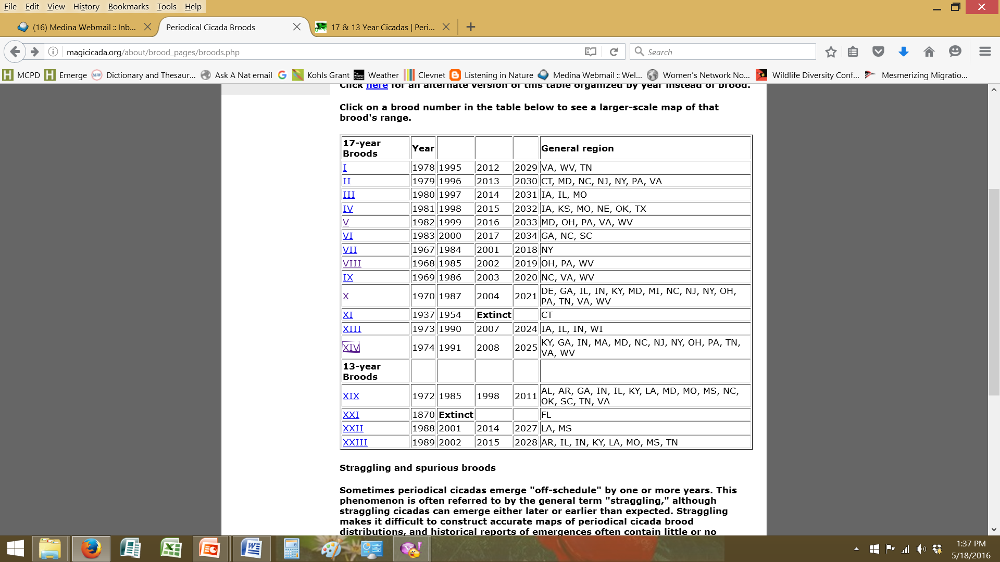 File Edit View History Bookmarks Tools Help
(16) Medina Webmail :: Inb...
Periodical Cicada Broods
17 & 13 Year Cicadas | Peri...
magicicada.org/about/brood_pages/broods.php
Search
MCPD Emerge Dictionary and Thesaur... Ask A Nat email Kohls Grant Weather Clevnet Listening in Nature Medina Webmail :: Wel... Women's Network No... Wildlife Diversity Conf... Mesmerizing Migratio...
Click here for an alternate version of this table organized by year instead of brood.
Click on a brood number in the table below to see a larger-scale map of that
brood's range.
17-year Broods Year General region
I 1978 1995 2012 2029 VA, WV, TN
II 1979 1996 2013 2030 CT, MD, NC, NJ, NY, PA, VA
III 1980 1997 2014 2031 IA, IL, MO
IV 1981 1998 2015 2032 IA, KS, MO, NE, OK, TX
V 1982 1999 2016 2033 MD, OH, PA, VA, WV
VI 1983 2000 2017 2034 GA, NC, SC
VII 1967 1984 2001 2018 NY
VIII 1968 1985 2002 2019 OH, PA, WV
IX 1969 1986 2003 2020 NC, VA, WV
X 1970 1987 2004 2021 DE, GA, IL, IN, KY, MD, MI, NC, NJ, NY, OH,
PA, TN, VA, WV
XI 1937 1954 Extinct CT
XIII 1973 1990 2007 2024 IA, IL, IN, WI
XIV 1974 1991 2008 2025 KY, GA, IN, MA, MD, NC, NJ, NY, OH, PA, TN,
VA, WV
13-year
Broods
XIX 1972 1985 1998 2011 AL, AR, GA, IN, IL, KY, LA, MD, MO, MS, NC,
OK, SC, TN, VA
XXI 1870 Extinct FL
XXII 1988 2001 2014 2027 LA, MS
XXIII 1989 2002 2015 2028 AR, IL, IN, KY, LA, MO, MS, TN
Straggling and spurious broods
Sometimes periodical cicadas emerge "off-schedule" by one or more years. This
phenomenon is often referred to by the general term "straggling," although
straggling cicadas can emerge either later or earlier than expected. Straggling
makes it difficult to construct accurate maps of periodical cicada brood
distributions, and historical reports of emergences often contain little or no
1:37 PM
5/18/2016